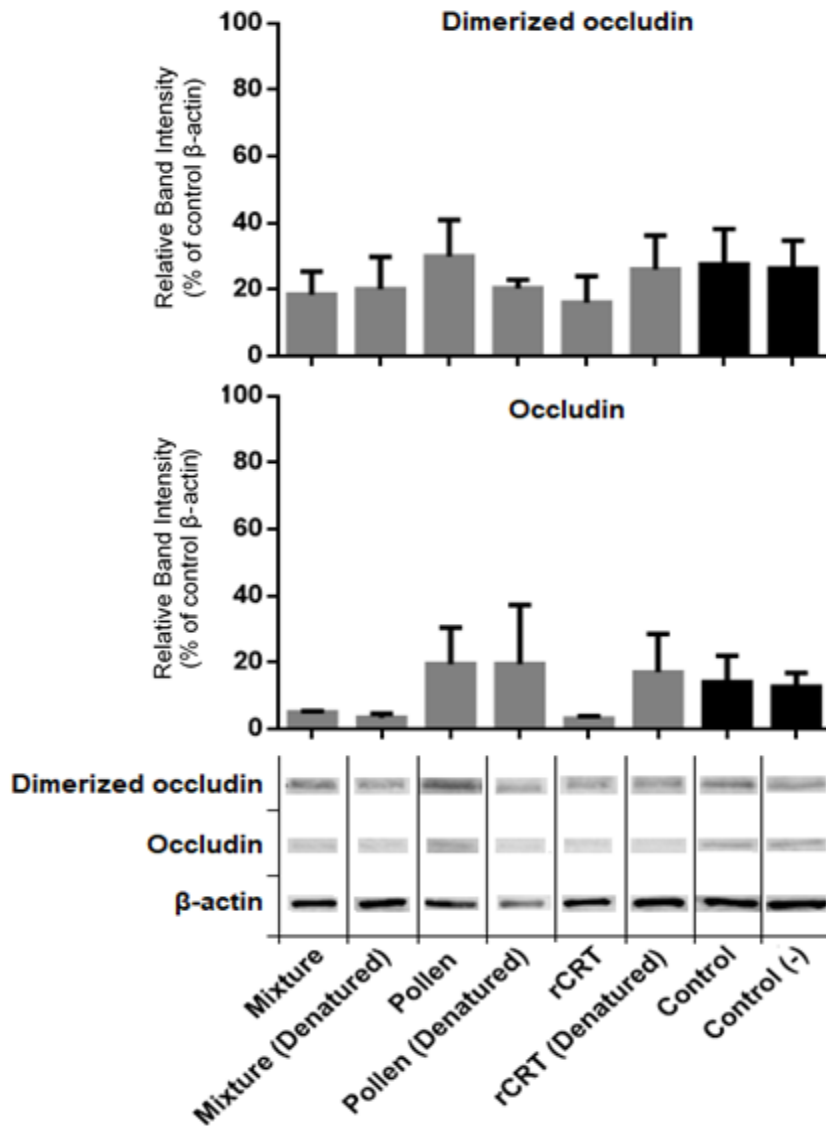 Dimerized occludin
Relative Band Intensity
(% of control β-actin)
100
80
60
40
20
0
Occludin
Relative Band Intensity
(% of control β-actin)
100
80
60
40
20
0
Dimerized occludin
Occludin
β-actin
Mixture
Mixture (Denatured)
Pollen
Pollen (Denatured)
rCRT
rCRT (Denatured)
Control
Control (-)